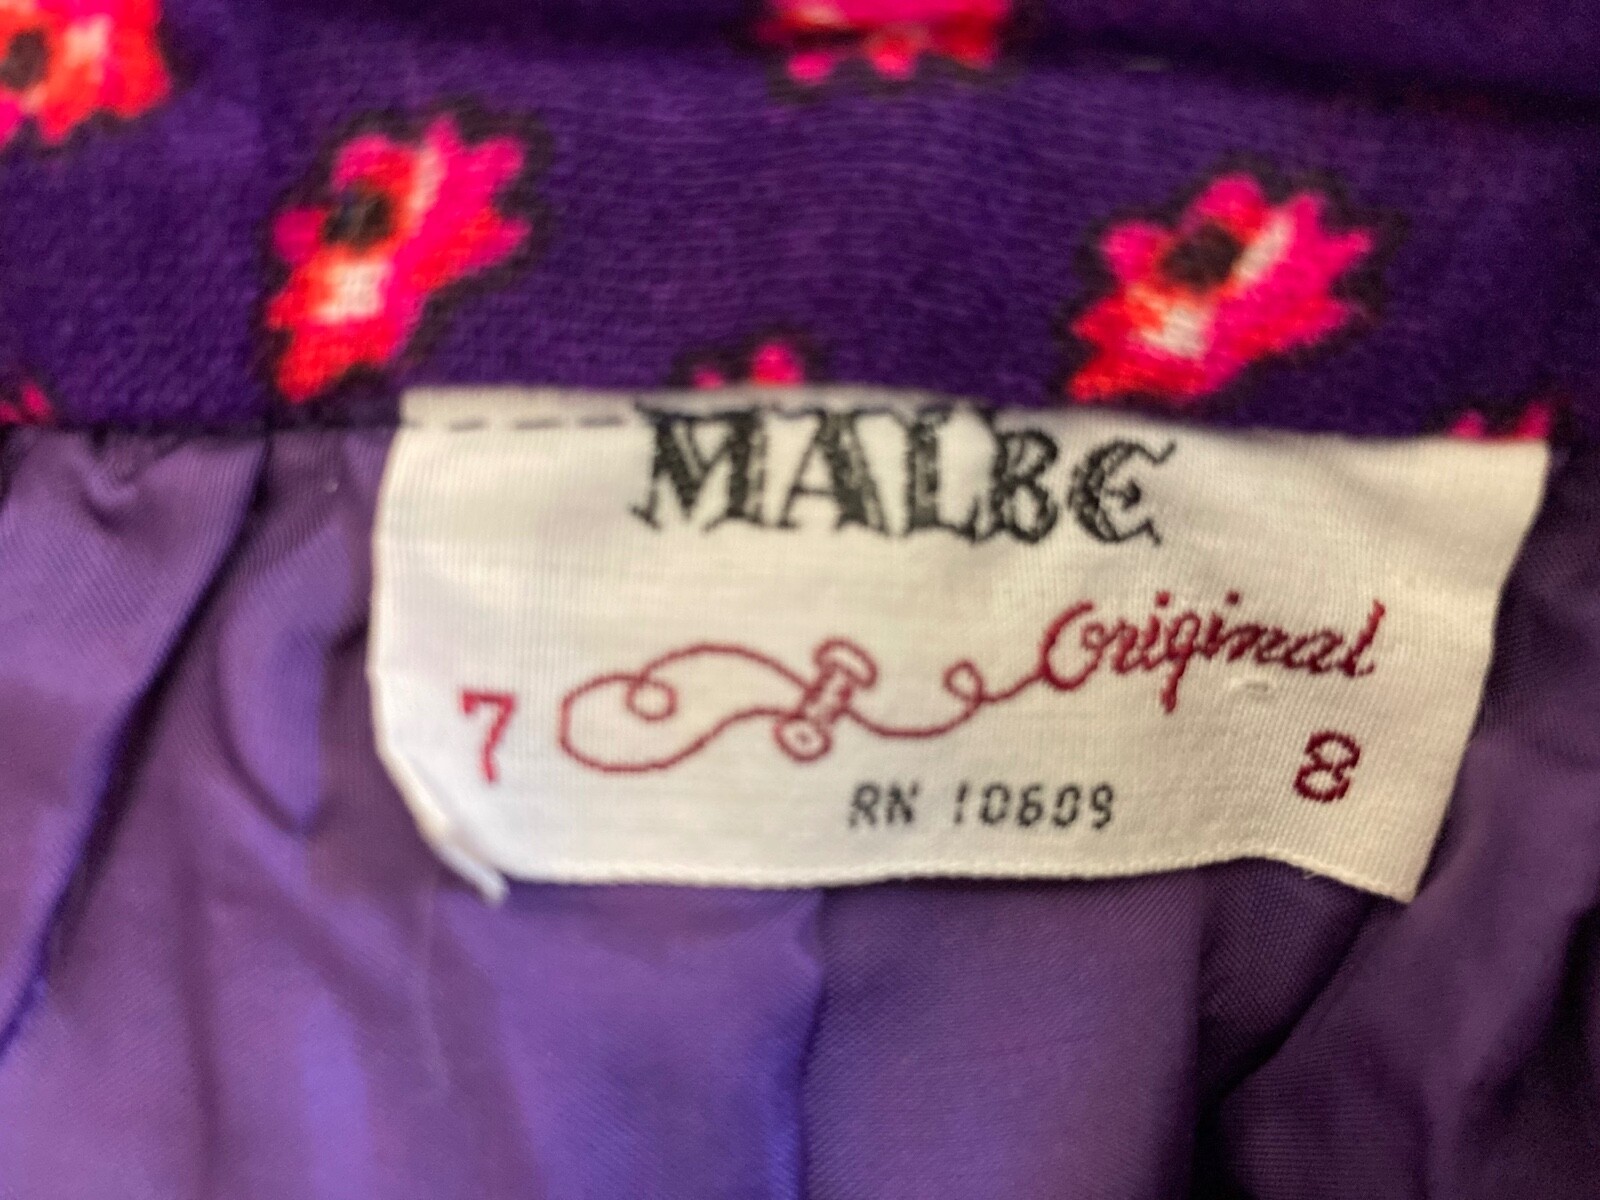 MALBE
Original
7 8
RN 10609